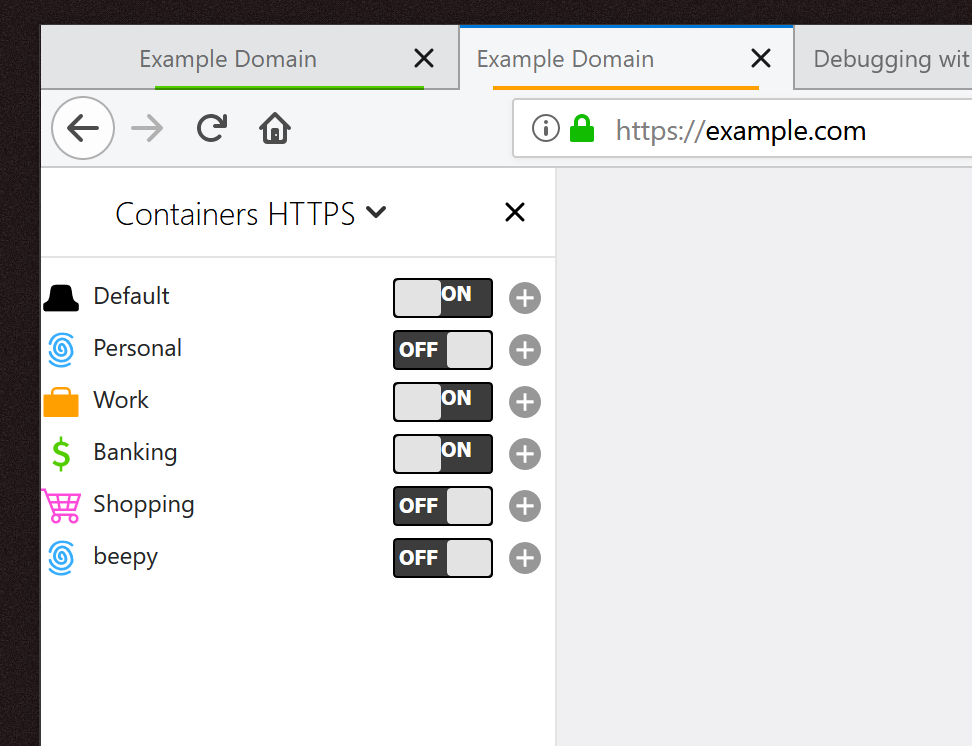 Example Domain
Example Domain
Debugging wit
https://example.com
Containers HTTPS
Default ON
Personal OFF
Work ON
Banking ON
Shopping OFF
beepy OFF